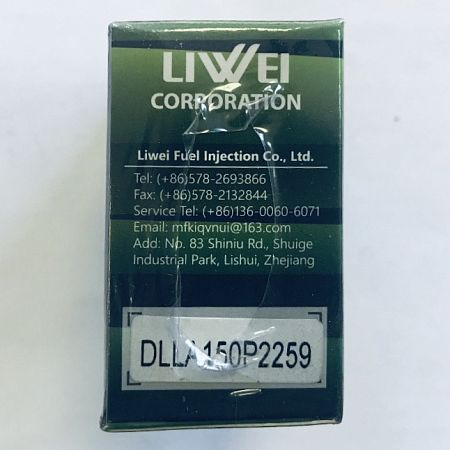 LIWEI
CORPORATION
Liwei Fuel Injection Co., Ltd.
Tel: (+86)578-2693866
Fax: (+86)578-2132844
Service Tel: (+86)136-0060-6071
Email: mfkiqvnui@163.com
Add: No. 83 Shiniu Rd., Shuige
Industrial Park, Lishui, Zhejiang
DLLA150P2259